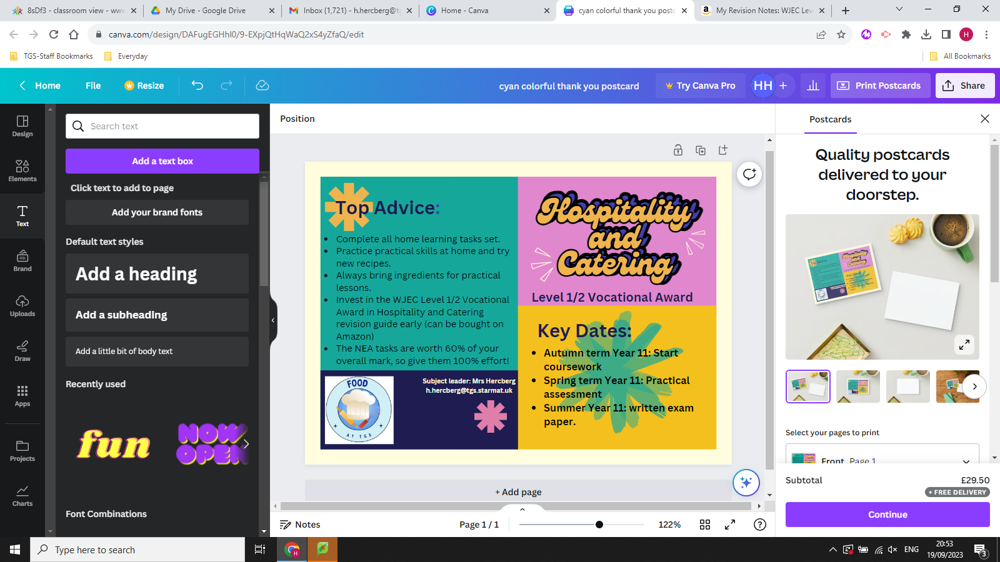 8sDf3 - classroom view - www.
My Drive - Google Drive
Inbox (1,721) - h.hercberg@tg
Home - Canva
cyan colorful thank you postc
My Revision Notes: WJEC Lev
canva.com/design/DAFugEGHhI0/9-EXpjQtHqWaQ2xS4yZfaQ/edit
H
TGS-Staff Bookmarks
Everyday
All Bookmarks
Home
File
Resize
cyan colorful thank you postcard
Try Canva Pro
HH
Print Postcards
Share
Design
Elements
Text
Brand
Uploads
Draw
Apps
Projects
Charts
Search text
Add a text box
Click text to add to page
Add your brand fonts
Default text styles
Add a heading
Add a subheading
Add a little bit of body text
Recently used
fun
NOW
OPEN
Font Combinations
Position
Top Advice:
• Complete all home learning tasks set.
• Practice practical skills at home and try
new recipes.
• Always bring ingredients for practical
lessons.
• Invest in the WJEC Level 1/2 Vocational
Award in Hospitality and Catering
revision guide early (can be bought on
Amazon)
• The NEA tasks are worth 60% of your
overall mark, so give them 100% effort!
FOOD
AT TGS
Subject leader: Mrs Hercberg
h.hercberg@tgs.starmat.uk
Hospitality
and
Catering
Level 1/2 Vocational Award
Key Dates:
• Autumn term Year 11: Start
coursework
• Spring term Year 11: Practical
assessment
• Summer Year 11: written exam
paper.
+ Add page
Notes
Page 1 / 1
122%
Postcards
Quality postcards
delivered to your
doorstep.
Select your pages to print
Front Page 1
Subtotal
£29.50
+ FREE DELIVERY
Continue
Type here to search
ENG
20:53
19/09/2023
3